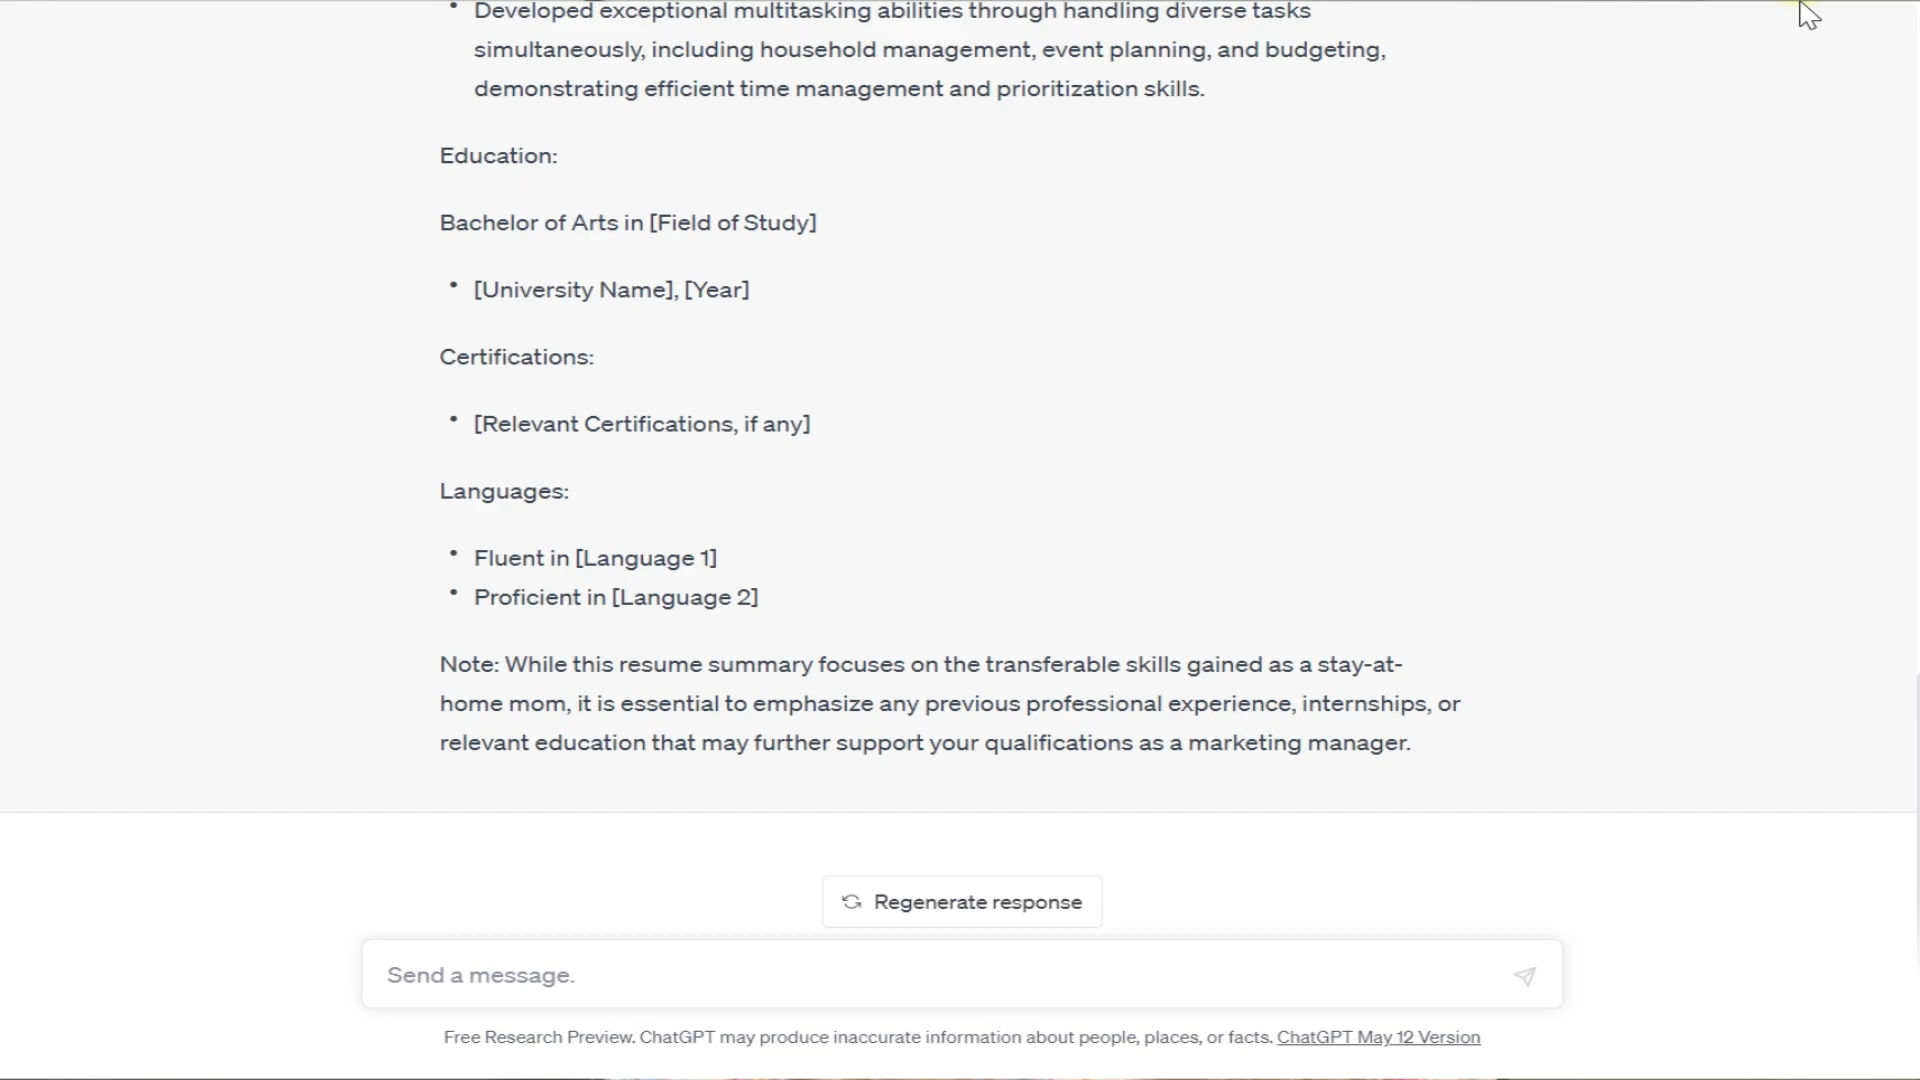 • Developed exceptional multitasking abilities through handling diverse tasks
simultaneously, including household management, event planning, and budgeting,
demonstrating efficient time management and prioritization skills.
Education:
Bachelor of Arts in [Field of Study]
• [University Name], [Year]
Certifications:
• [Relevant Certifications, if any]
Languages:
• Fluent in [Language 1]
• Proficient in [Language 2]
Note: While this resume summary focuses on the transferable skills gained as a stay-at-
home mom, it is essential to emphasize any previous professional experience, internships, or
relevant education that may further support your qualifications as a marketing manager.
Regenerate response
Send a message.
Free Research Preview. ChatGPT may produce inaccurate information about people, places, or facts. ChatGPT May 12 Version